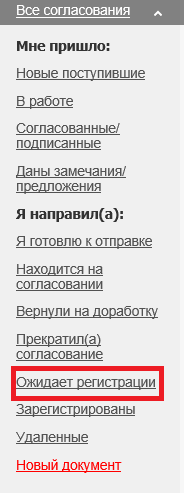 Все согласования
Мне пришло:
Новые поступившие
В работе
Согласованные/
подписанные
Даны замечания/
предложения
Я направил(а):
Я готовлю к отправке
Находится на
согласовании
Вернули на доработку
Прекратил(а)
согласование
Ожидает регистрации
Зарегистрированы
Удаленные
Новый документ